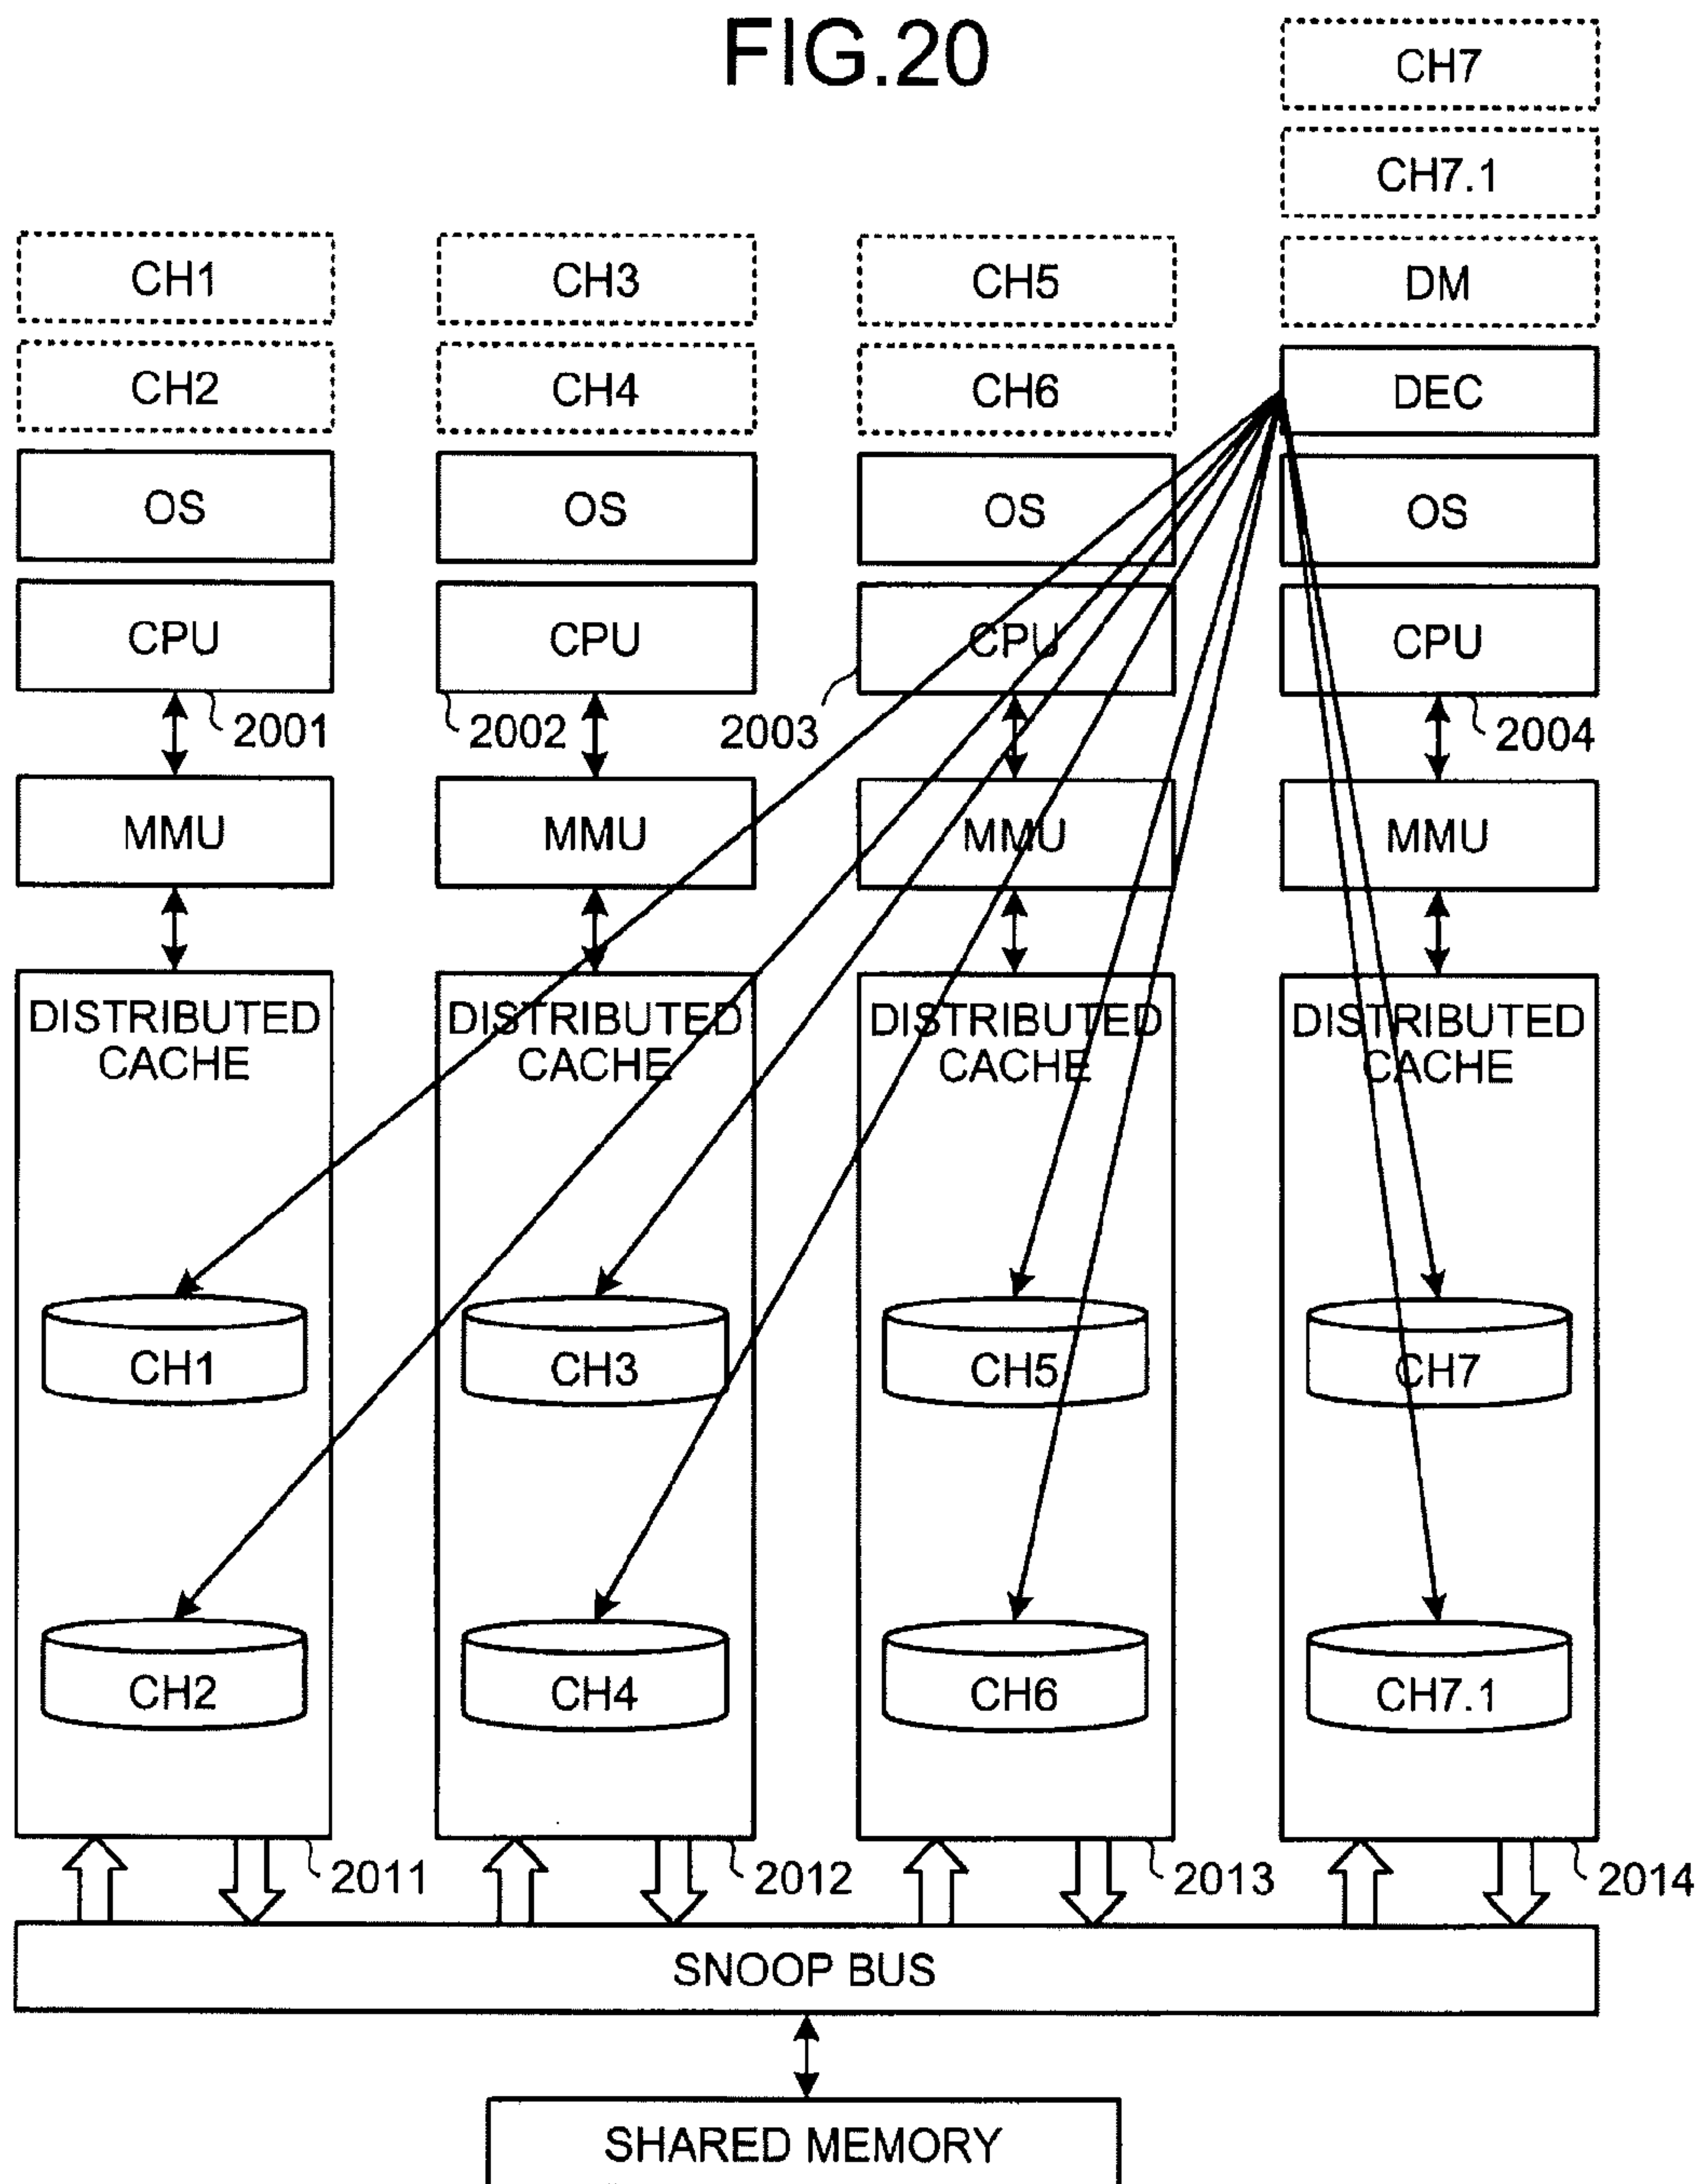 FIG.20
CH7
CH7.1
CH1
CH3
CH5
DM
CH2
CH4
CH6
DEC
OS
OS
OS
OS
CPU
CPU
CPU
CPU
2001
2002
2003
2004
MMU
MMU
MMU
MMU
DISTRIBUTED
CACHE
DISTRIBUTED
CACHE
DISTRIBUTED
CACHE
DISTRIBUTED
CACHE
CH1
CH3
CH5
CH7
CH2
CH4
CH6
CH7.1
2011
2012
2013
2014
SNOOP BUS
SHARED MEMORY